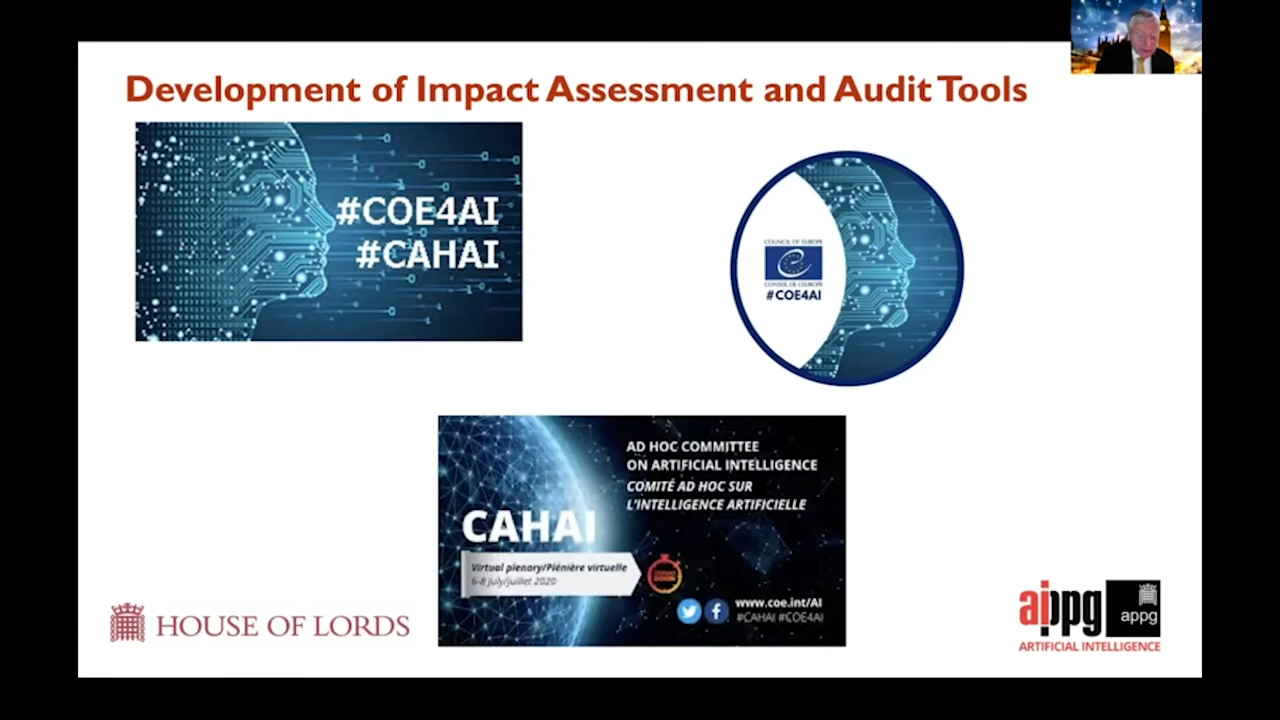 Development of Impact Assessment and Audit Tools
#COE4AI
#CAHAI
COUNCIL OF EUROPE
CONSEIL DE L'EUROPE
#COE4AI
AD HOC COMMITTEE
ON ARTIFICIAL INTELLIGENCE
COMITÉ AD HOC SUR
L'INTELLIGENCE ARTIFICIELLE
CAHAI
Virtual plenary/Plénière virtuelle
6-8 july/juillet 2020
www.coe.int/AI
#CAHAI #COE4AI
HOUSE OF LORDS
aippg
appg
ARTIFICIAL INTELLIGENCE